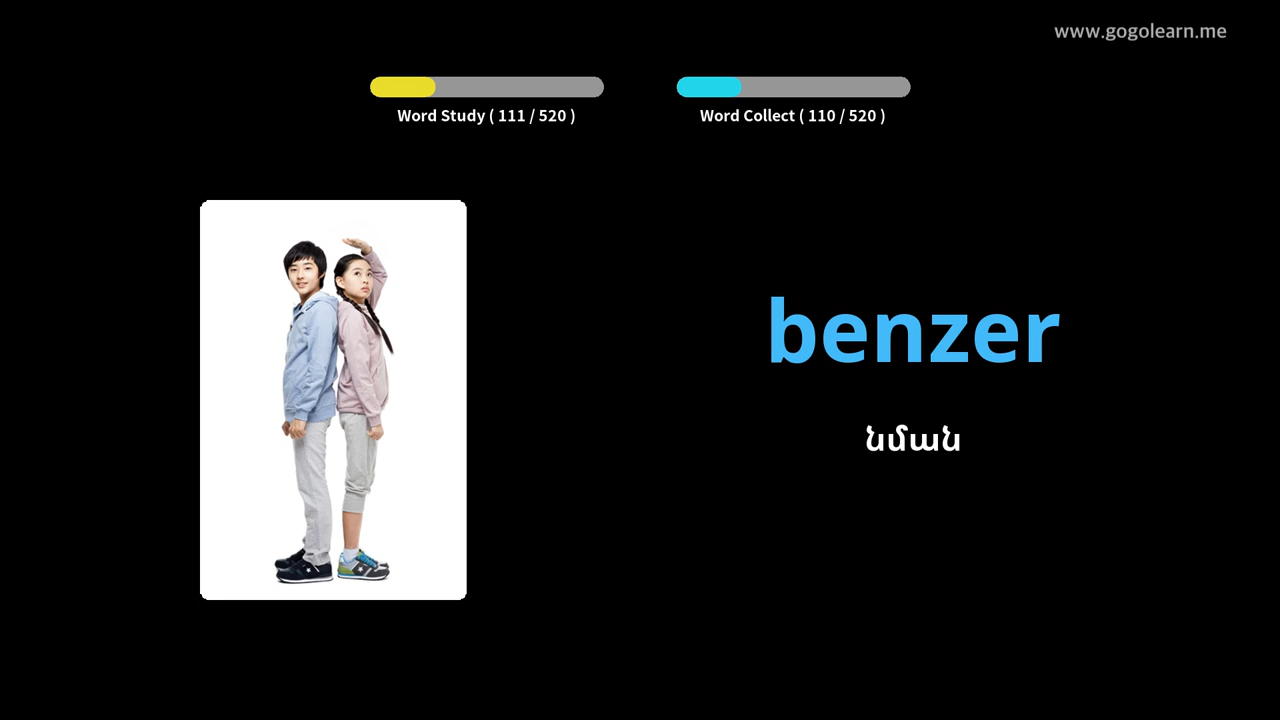 www.gogolearn.me
Word Study ( 111 / 520 )
Word Collect ( 110 / 520 )
benzer
նման